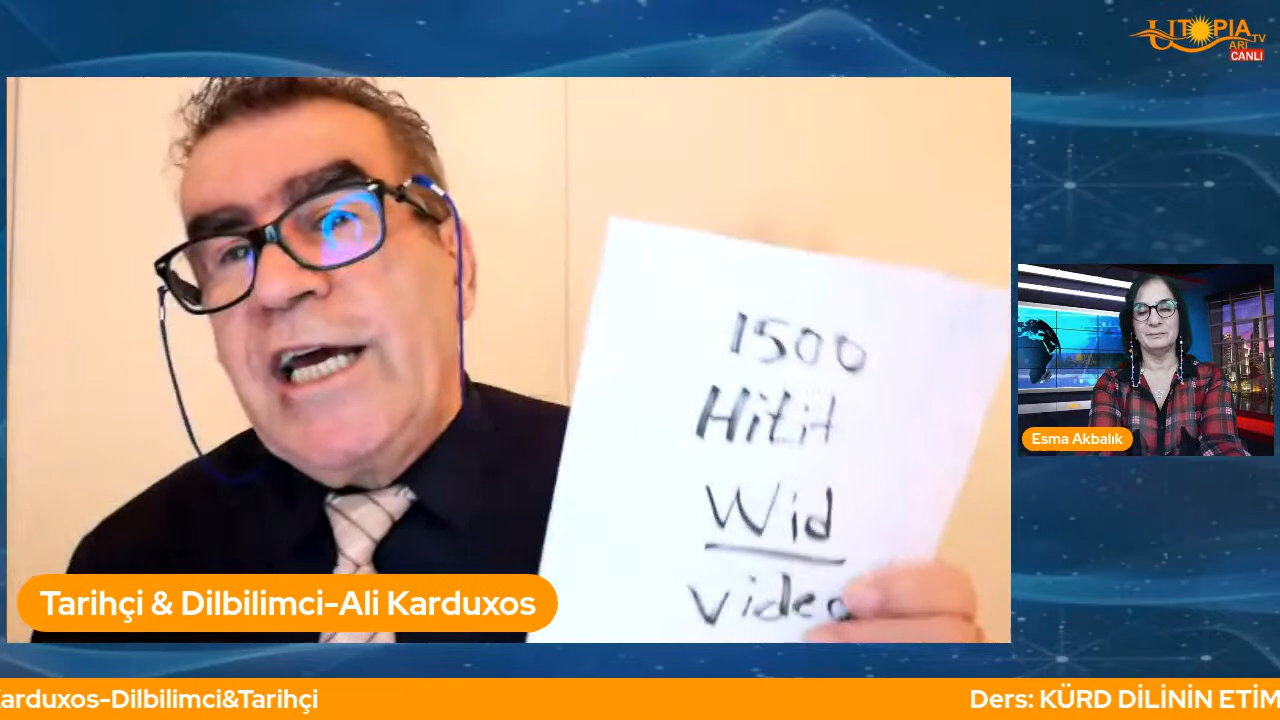 UTOPIA TV
ARI
CANLI
1500
Hitit
Wid
Video
Esma Akbalık
Tarihçi & Dilbilimci-Ali Karduxos
Karduxos-Dilbilimci&Tarihçi
Ders: KÜRD DİLİNİN ETİM